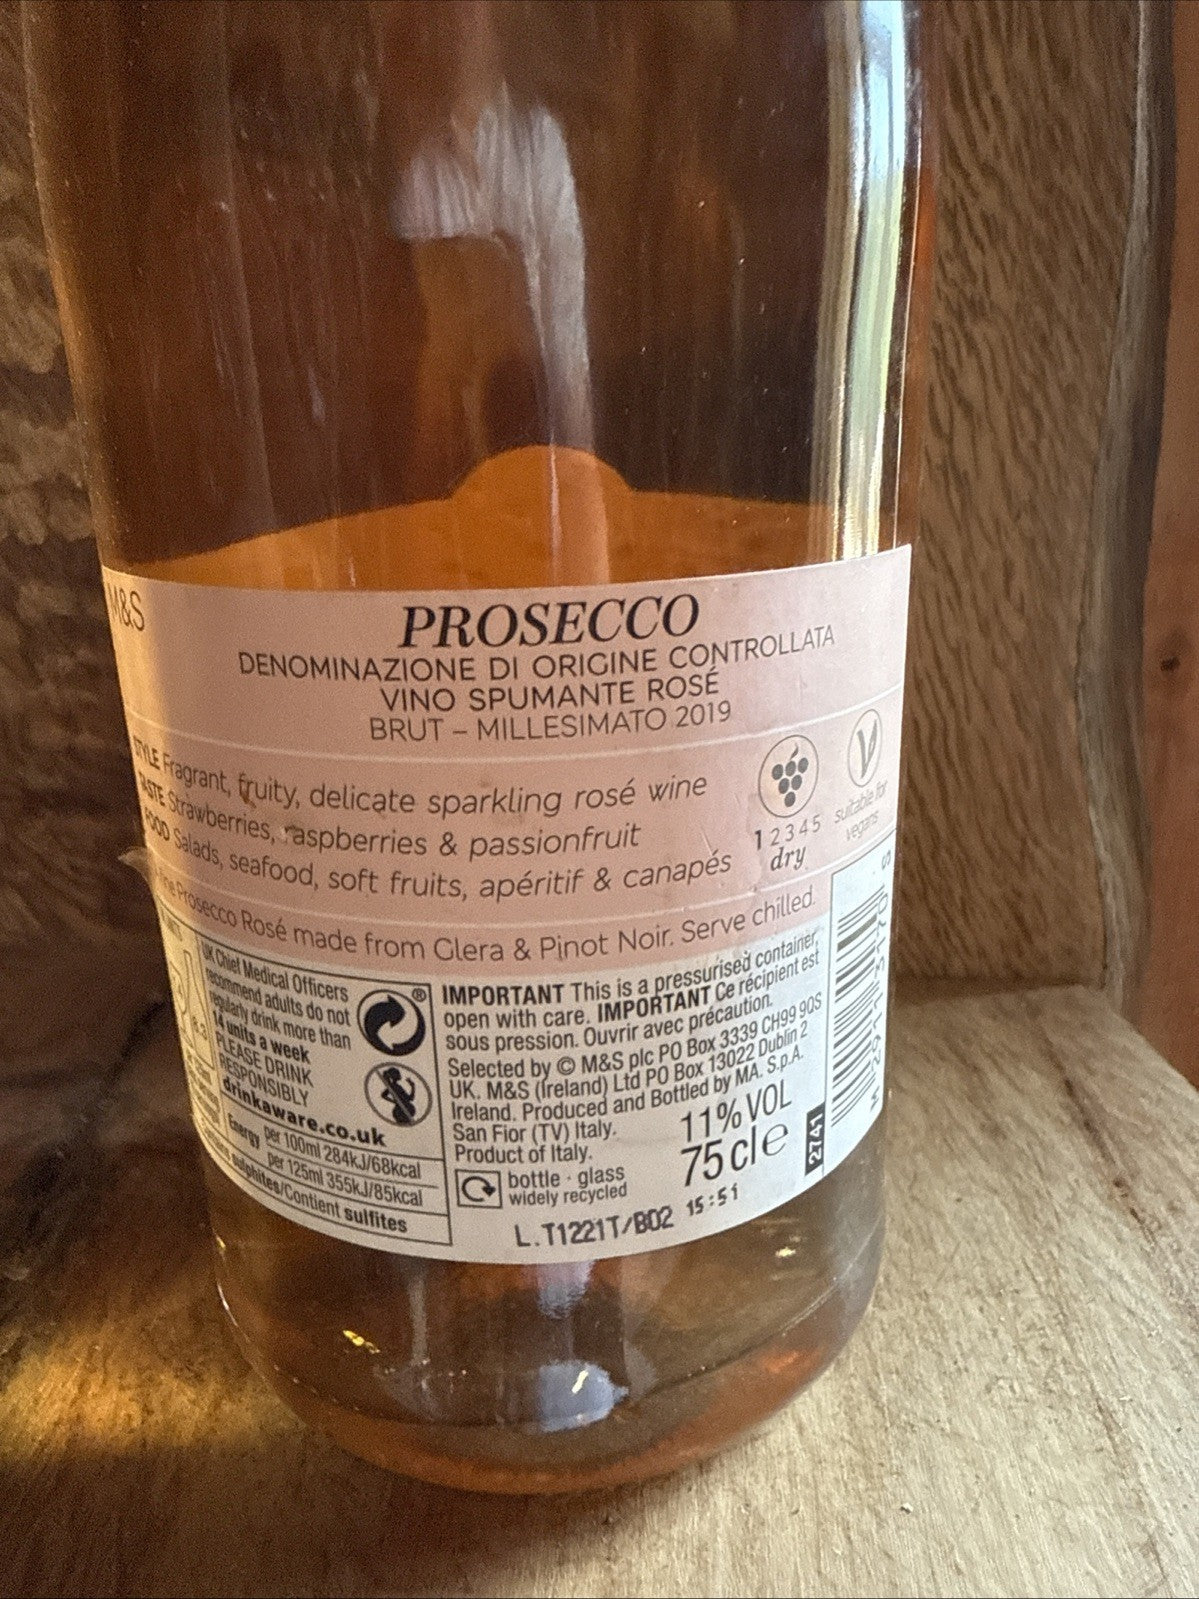 M&S
PROSECCO
DENOMINAZIONE DI ORIGINE CONTROLLATA
VINO SPUMANTE ROSÉ
BRUT – MILLESIMATO 2019
STYLE Fragrant, fruity, delicate sparkling rosé wine
TASTE Strawberries, raspberries & passionfruit
FOOD Salads, seafood, soft fruits, apéritif & canapés
1 2 3 4 5
dry
suitable for
vegans
Prosecco Rosé made from Glera & Pinot Noir. Serve chilled.
UK Chief Medical Officers
recommend adults do not
regularly drink more than
14 units a week
PLEASE DRINK
RESPONSIBLY
drinkaware.co.uk
Energy per 100ml 284kJ/68kcal
per 125ml 355kJ/85kcal
sulphites/Contient sulfites
IMPORTANT This is a pressurised container,
open with care. IMPORTANT Ce récipient est
sous pression. Ouvrir avec précaution.
Selected by © M&S plc PO Box 3339 CH99 9QS
UK. M&S (Ireland) Ltd PO Box 13022 Dublin 2
Ireland. Produced and Bottled by MA. S.p.A.
San Fior (TV) Italy.
Product of Italy.
11% VOL
75cl e
bottle · glass
widely recycled
L.T1221T/B02 15:51
2741